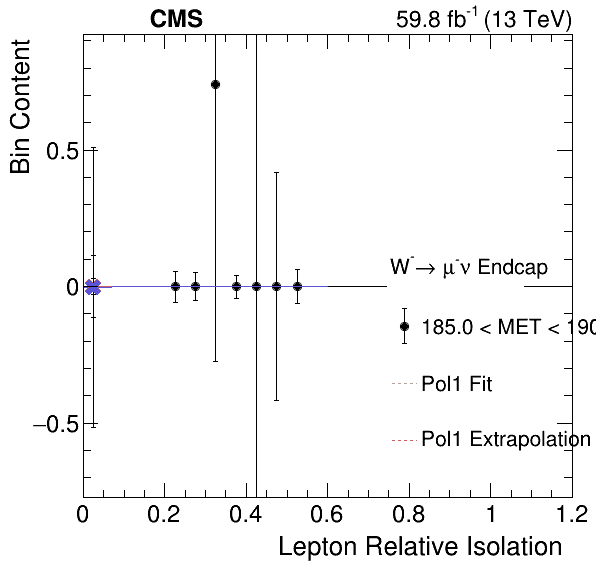 CMS 59.8 fb⁻¹ (13 TeV)
Bin Content
0.5
0
−0.5
W⁻→ μ⁻ν Endcap
185.0 < MET < 190
Pol1 Fit
Pol1 Extrapolation
0 0.2 0.4 0.6 0.8 1 1.2
Lepton Relative Isolation